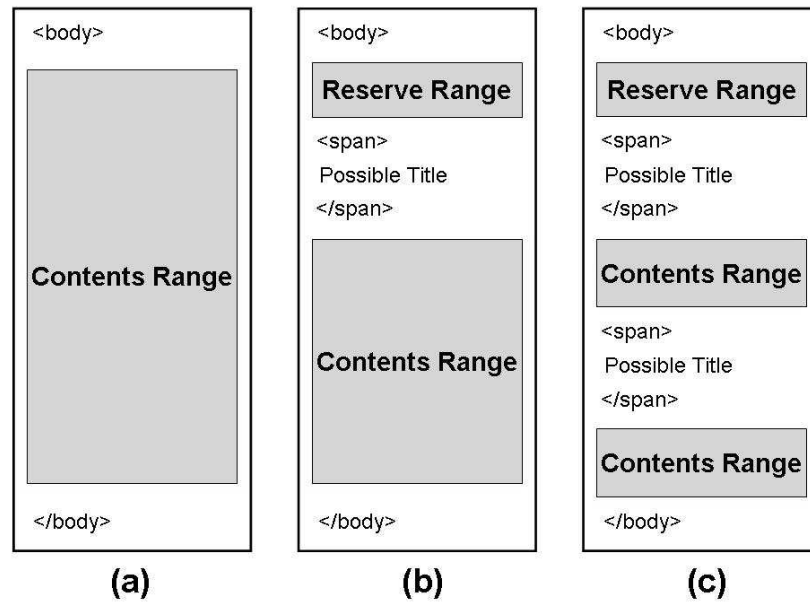 <body>
Contents Range
</body>
(a)
<body>
Reserve Range
<span>
Possible Title
</span>
Contents Range
</body>
(b)
<body>
Reserve Range
<span>
Possible Title
</span>
Contents Range
<span>
Possible Title
</span>
Contents Range
</body>
(c)